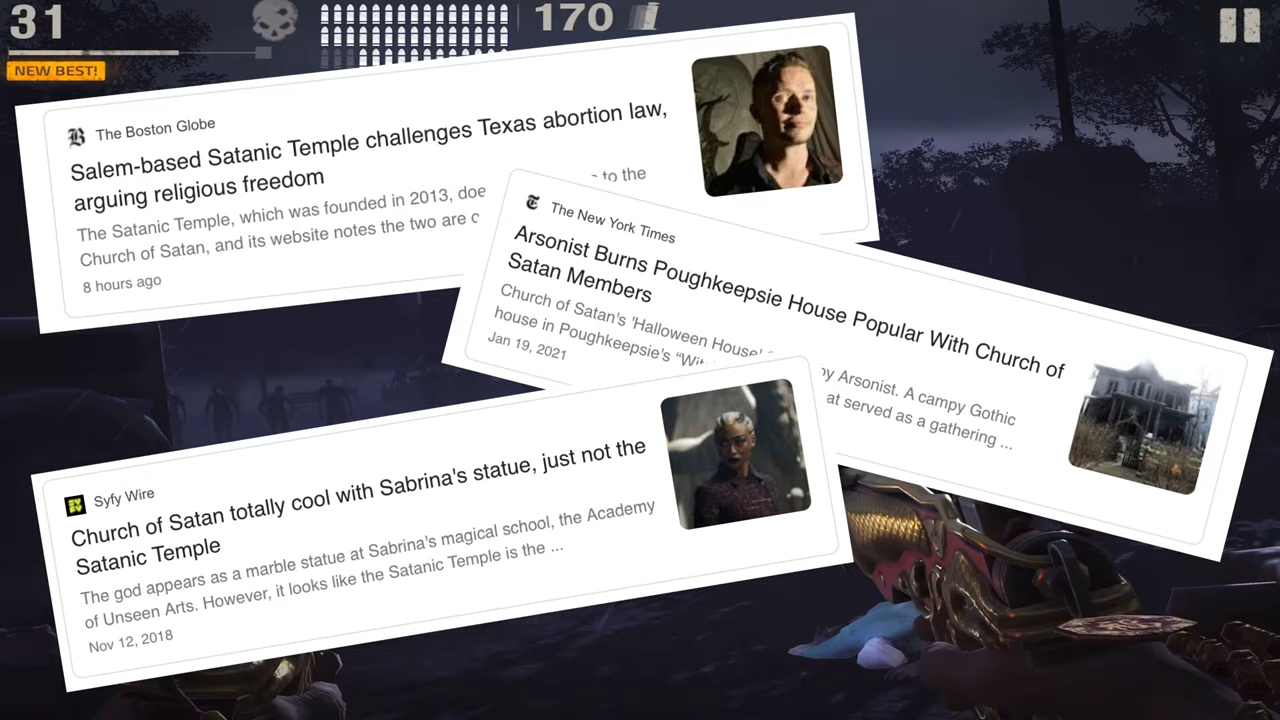 31
170
NEW BEST!
The Boston Globe
Salem-based Satanic Temple challenges Texas abortion law,
arguing religious freedom
The Satanic Temple, which was founded in 2013, to the
Church of Satan, and its website notes the two are
8 hours ago
The New York Times
Arsonist Burns Poughkeepsie House Popular With Church of
Satan Members
Church of Satan's 'Halloween House' by Arsonist. A campy Gothic
house in Poughkeepsie's at served as a gathering ...
Jan 19, 2021
Syfy Wire
Church of Satan totally cool with Sabrina's statue, just not the
Satanic Temple
The god appears as a marble statue at Sabrina's magical school, the Academy
of Unseen Arts. However, it looks like the Satanic Temple is the ...
Nov 12, 2018